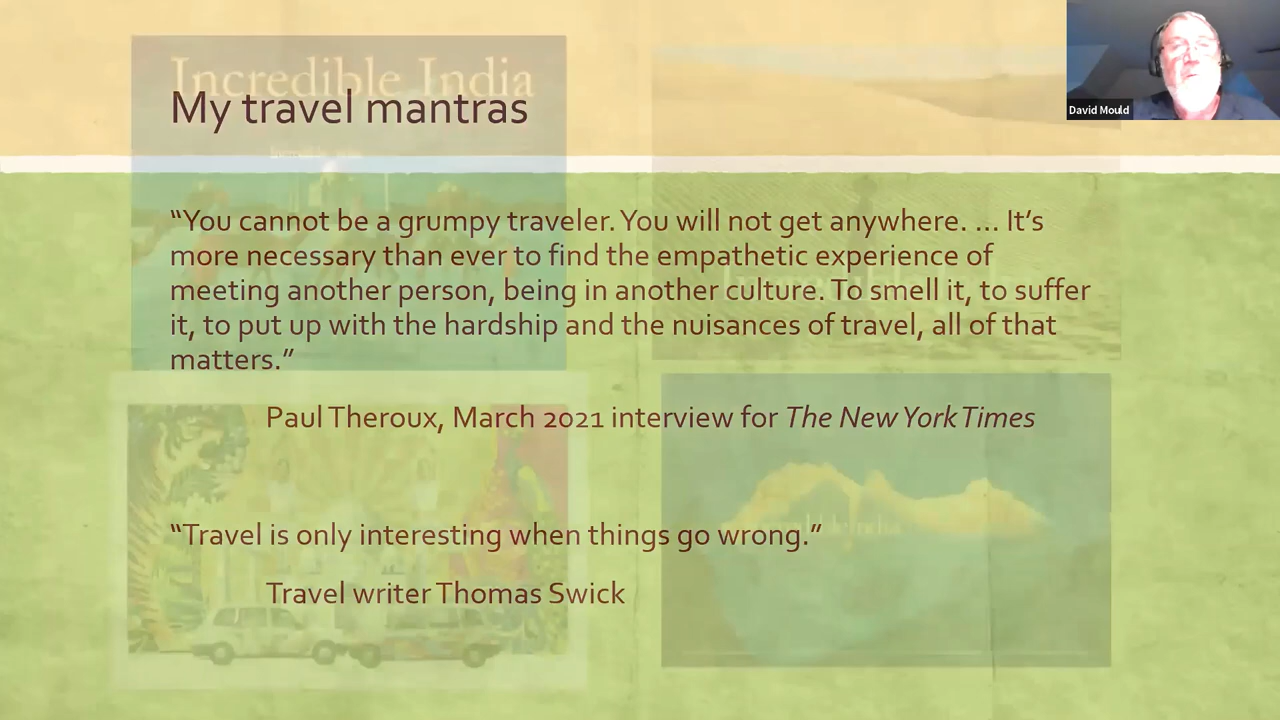 Incredible India
My travel mantras
David Mould
“You cannot be a grumpy traveler. You will not get anywhere. ... It’s
more necessary than ever to find the empathetic experience of
meeting another person, being in another culture. To smell it, to suffer
it, to put up with the hardship and the nuisances of travel, all of that
matters.”
Paul Theroux, March 2021 interview for The New York Times
“Travel is only interesting when things go wrong.”
Travel writer Thomas Swick